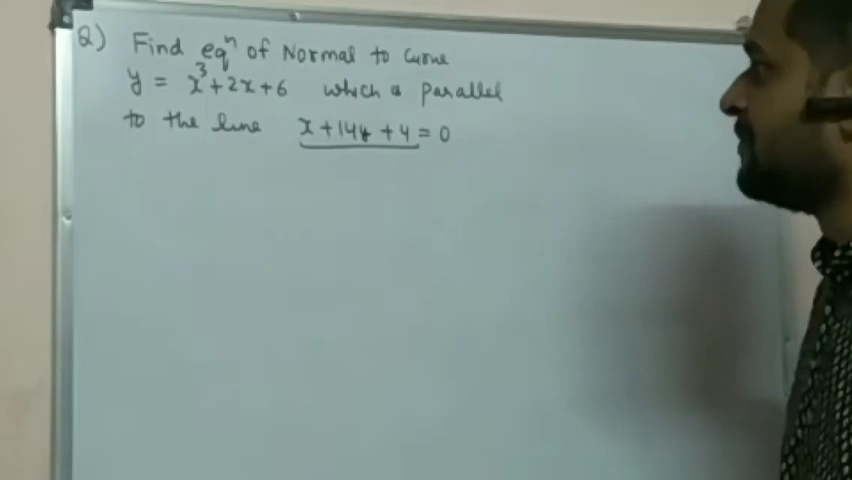 Q) Find eqⁿ of Normal to Curve
y = x³+2x+6 which is parallel
to the line x+14y+4=0